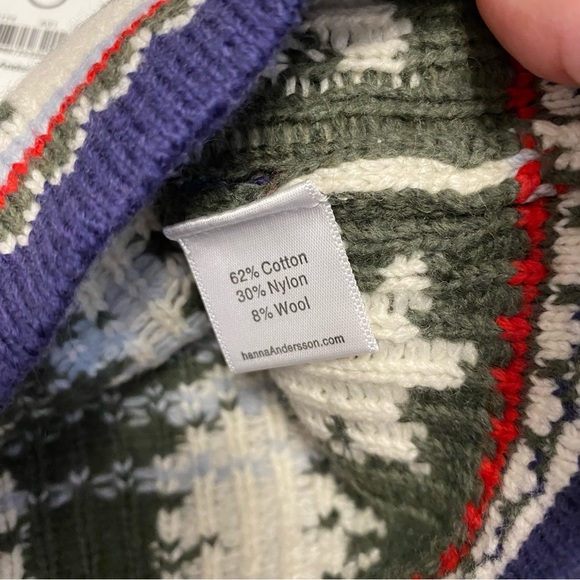 62% Cotton
30% Nylon
8% Wool
hannaAndersson.com